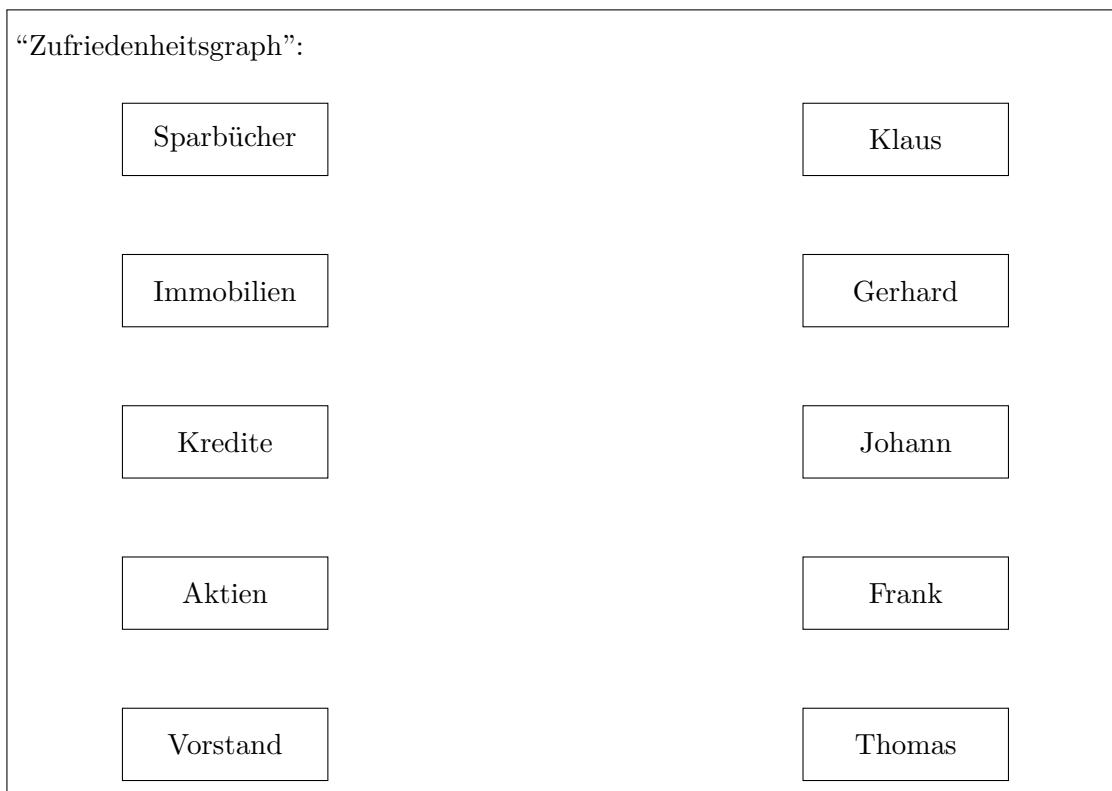 “Zufriedenheitsgraph”:
Sparbücher Klaus
Immobilien Gerhard
Kredite Johann
Aktien Frank
Vorstand Thomas